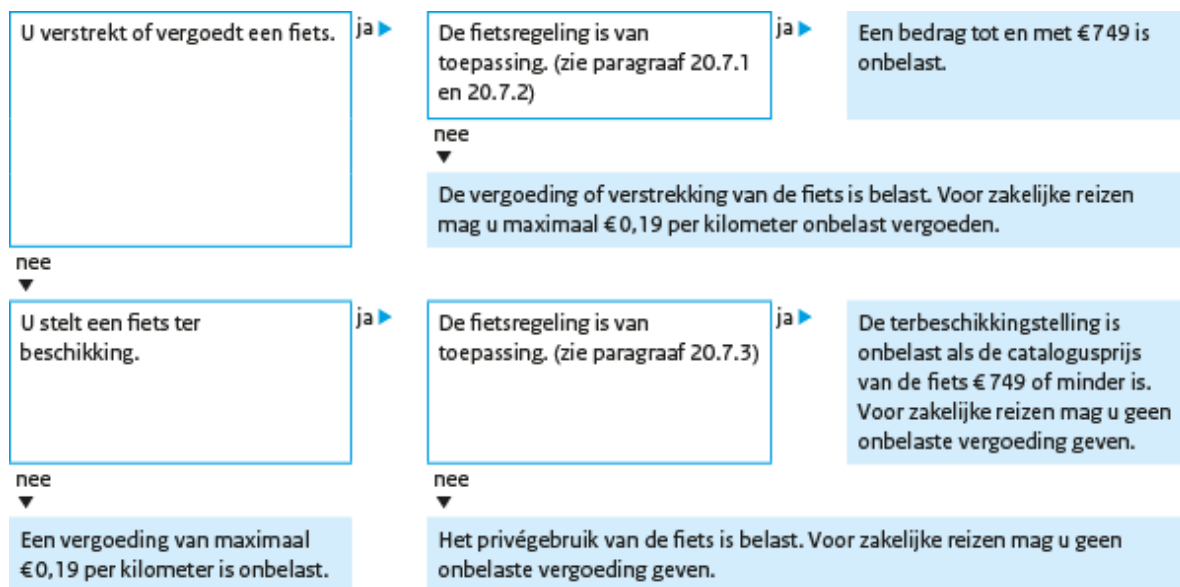 U verstrekt of vergoedt een fiets.
ja
De fietsregeling is van
toepassing. (zie paragraaf 20.7.1
en 20.7.2)
ja
Een bedrag tot en met €749 is
onbelast.
nee
De vergoeding of verstrekking van de fiets is belast. Voor zakelijke reizen
mag u maximaal €0,19 per kilometer onbelast vergoeden.
nee
U stelt een fiets ter
beschikking.
ja
De fietsregeling is van
toepassing. (zie paragraaf 20.7.3)
ja
De terbeschikkingstelling is
onbelast als de catalogusprijs
van de fiets €749 of minder is.
Voor zakelijke reizen mag u geen
onbelaste vergoeding geven.
nee
Een vergoeding van maximaal
€0,19 per kilometer is onbelast.
nee
Het privégebruik van de fiets is belast. Voor zakelijke reizen mag u geen
onbelaste vergoeding geven.